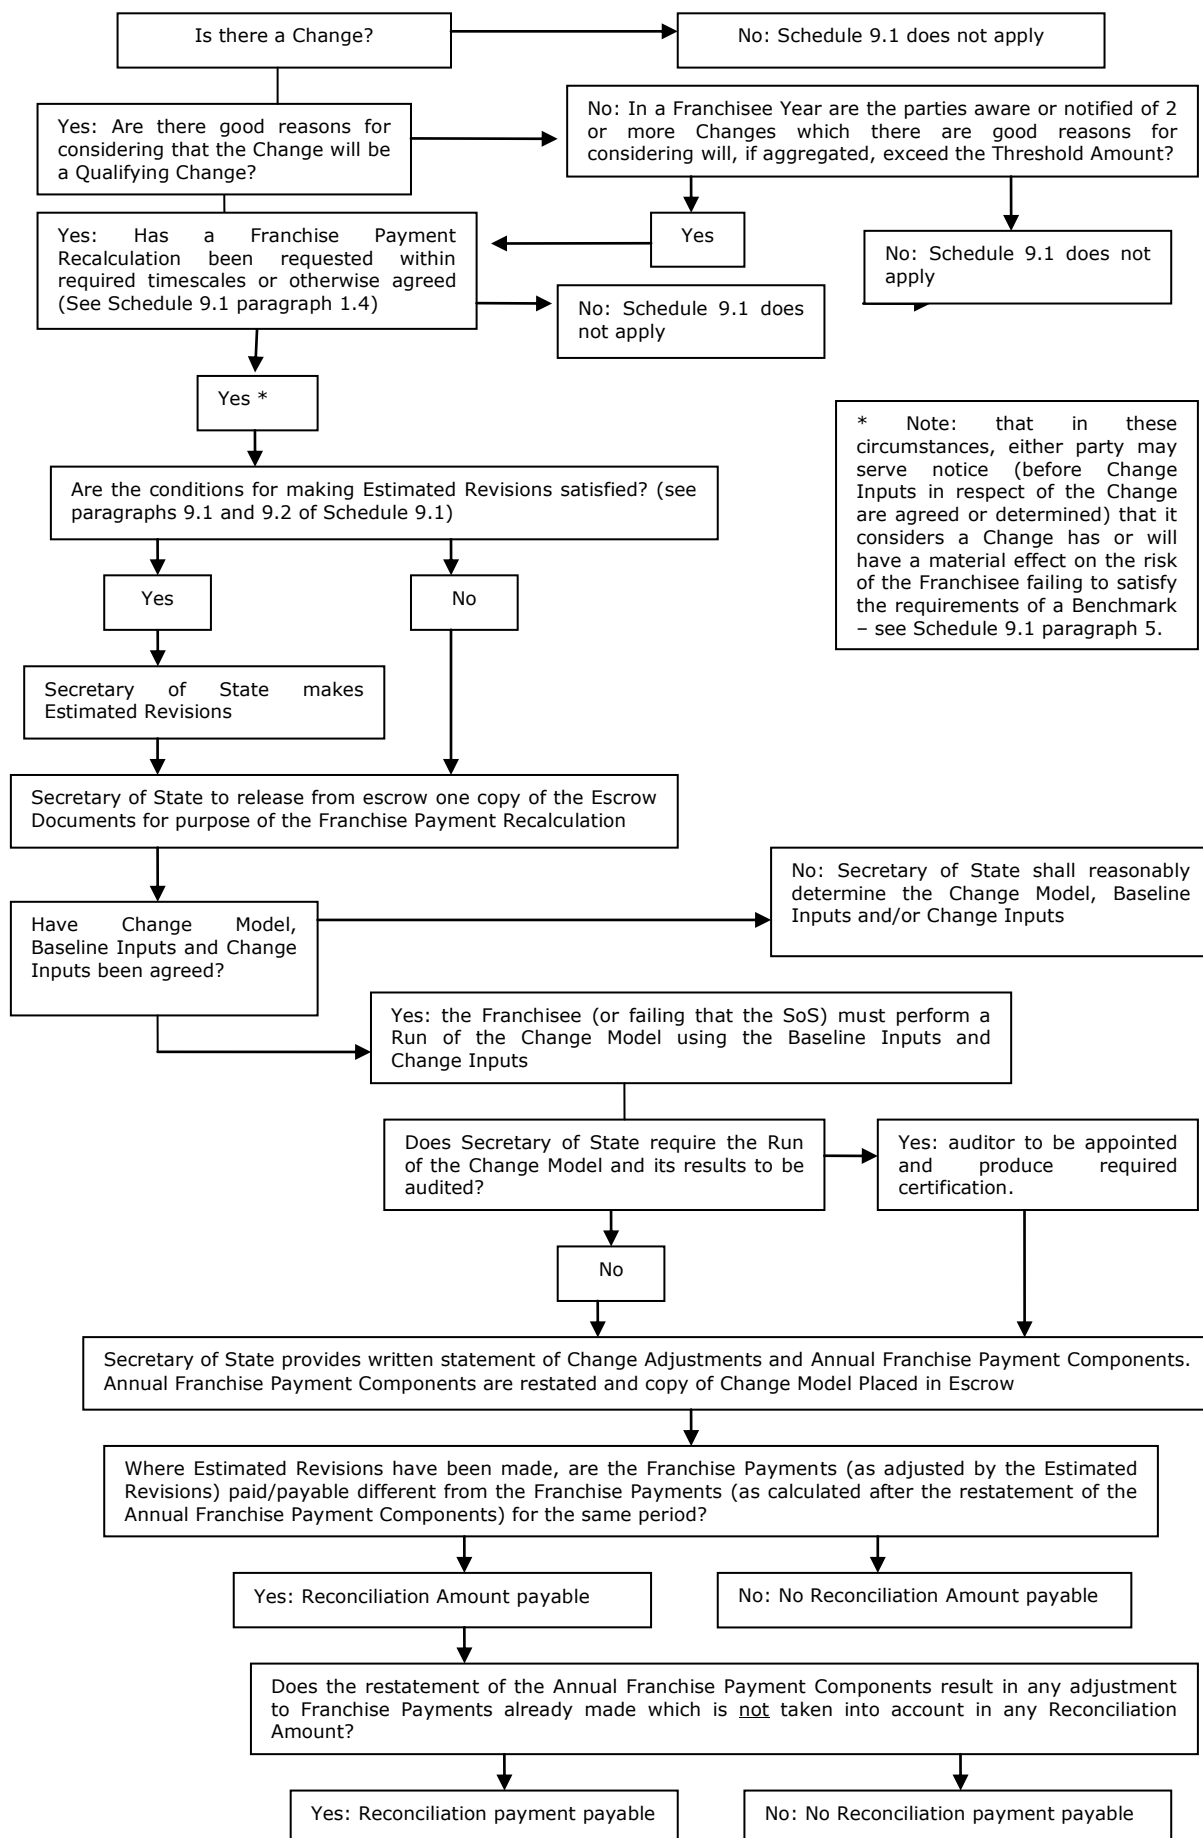 Is there a Change?
No: Schedule 9.1 does not apply
Yes: Are there good reasons for
considering that the Change will be
a Qualifying Change?
No: In a Franchisee Year are the parties aware or notified of 2
or more Changes which there are good reasons for
considering will, if aggregated, exceed the Threshold Amount?
Yes: Has a Franchise Payment
Recalculation been requested within
required timescales or otherwise agreed
(See Schedule 9.1 paragraph 1.4)
Yes
No: Schedule 9.1 does not
apply
No: Schedule 9.1 does
not apply
Yes *
* Note: that in these
circumstances, either party may
serve notice (before Change
Inputs in respect of the Change
are agreed or determined) that it
considers a Change has or will
have a material effect on the risk
of the Franchisee failing to satisfy
the requirements of a Benchmark
– see Schedule 9.1 paragraph 5.
Are the conditions for making Estimated Revisions satisfied? (see
paragraphs 9.1 and 9.2 of Schedule 9.1)
Yes
No
Secretary of State makes
Estimated Revisions
Secretary of State to release from escrow one copy of the Escrow
Documents for purpose of the Franchise Payment Recalculation
No: Secretary of State shall reasonably
determine the Change Model, Baseline
Inputs and/or Change Inputs
Have Change Model,
Baseline Inputs and Change
Inputs been agreed?
Yes: the Franchisee (or failing that the SoS) must perform a
Run of the Change Model using the Baseline Inputs and
Change Inputs
Does Secretary of State require the Run
of the Change Model and its results to be
audited?
Yes: auditor to be appointed
and produce required
certification.
No
Secretary of State provides written statement of Change Adjustments and Annual Franchise Payment Components.
Annual Franchise Payment Components are restated and copy of Change Model Placed in Escrow
Where Estimated Revisions have been made, are the Franchise Payments (as adjusted by the Estimated
Revisions) paid/payable different from the Franchise Payments (as calculated after the restatement of the
Annual Franchise Payment Components) for the same period?
Yes: Reconciliation Amount payable
No: No Reconciliation Amount payable
Does the restatement of the Annual Franchise Payment Components result in any adjustment
to Franchise Payments already made which is not taken into account in any Reconciliation
Amount?
Yes: Reconciliation payment payable
No: No Reconciliation payment payable